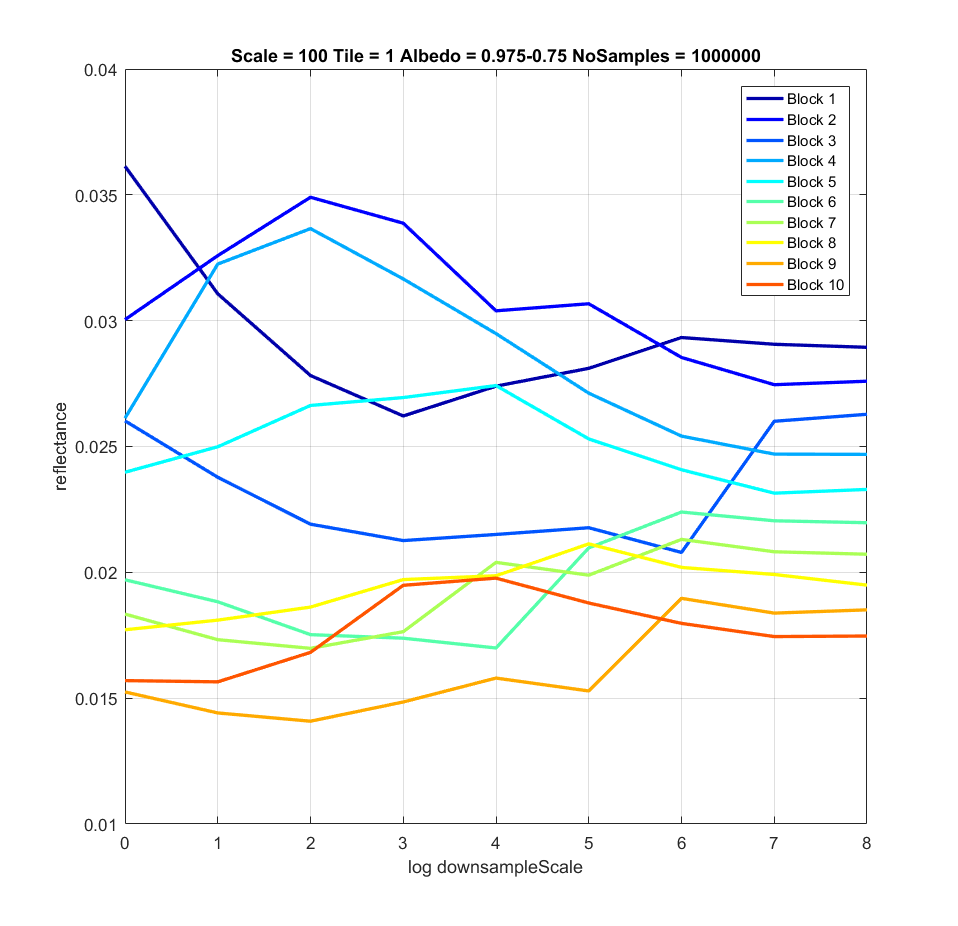 Scale = 100 Tile = 1 Albedo = 0.975-0.75 NoSamples = 1000000
0.04
0.035
0.03
0.025
0.02
0.015
0.01
reflectance
Block 1
Block 2
Block 3
Block 4
Block 5
Block 6
Block 7
Block 8
Block 9
Block 10
0 1 2 3 4 5 6 7 8
log downsampleScale